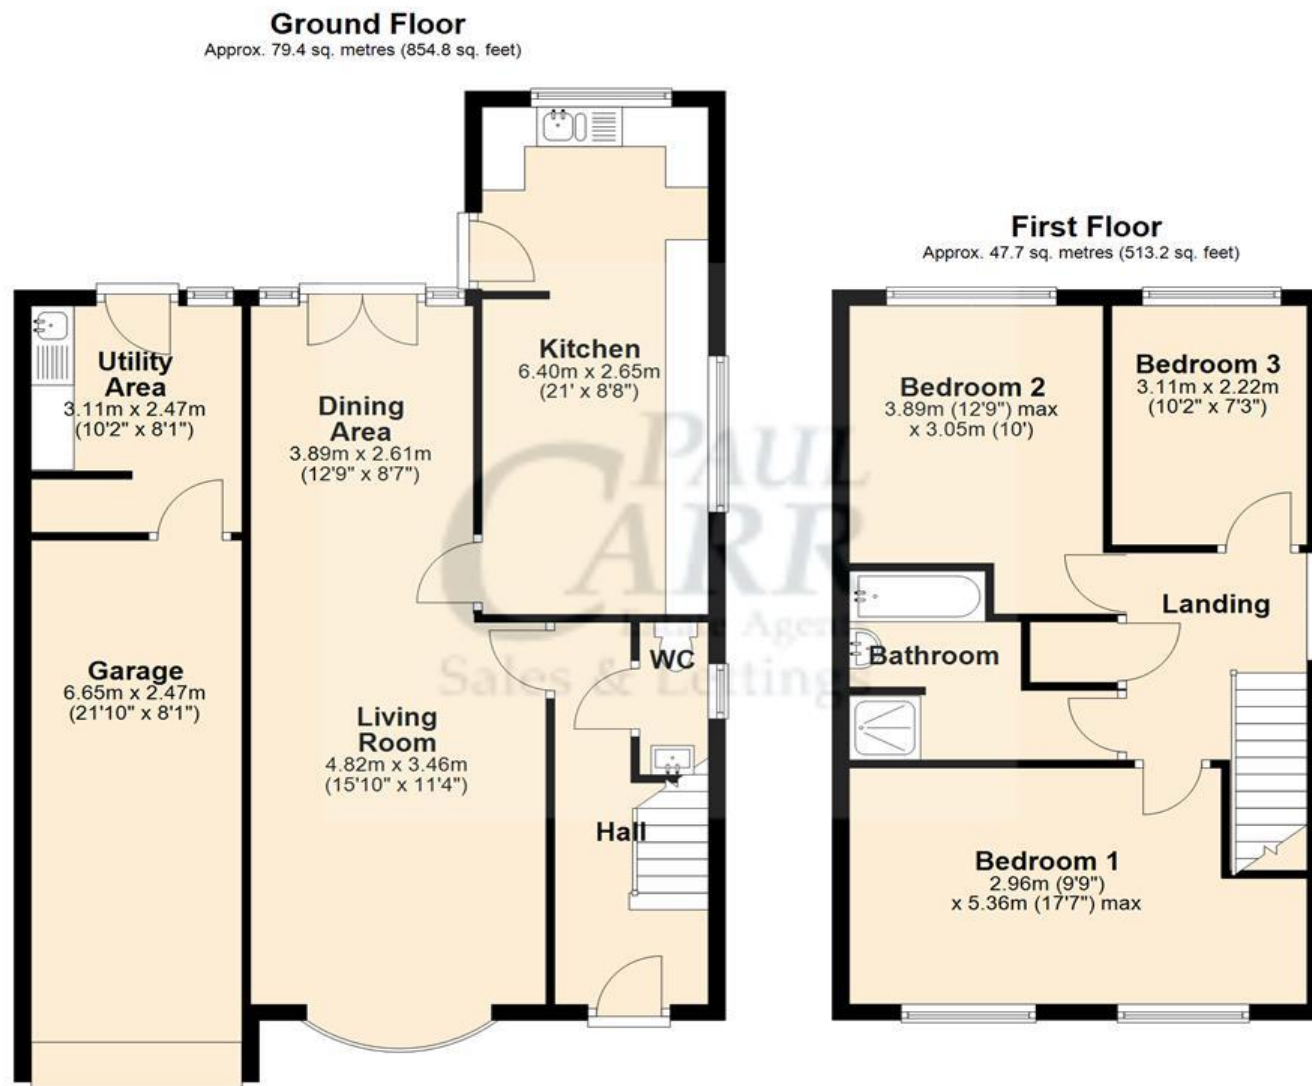 Ground Floor
Approx. 79.4 sq. metres (854.8 sq. feet)
Kitchen
6.40m x 2.65m
(21' x 8'8")
Utility
Area
3.11m x 2.47m
(10'2" x 8'1")
Dining
Area
3.89m x 2.61m
(12'9" x 8'7")
Garage
6.65m x 2.47m
(21'10" x 8'1")
Living
Room
4.82m x 3.46m
(15'10" x 11'4")
WC
Hall
First Floor
Approx. 47.7 sq. metres (513.2 sq. feet)
Bedroom 2
3.89m (12'9") max
x 3.05m (10')
Bedroom 3
3.11m x 2.22m
(10'2" x 7'3")
Landing
Bathroom
Bedroom 1
2.96m (9'9")
x 5.36m (17'7") max
PAUL
CARR
Estate Agents
Sales & Lettings